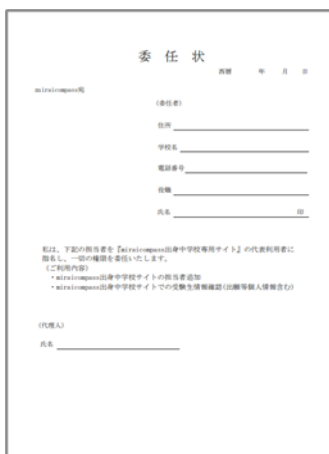 委 任 状
西暦　　年　　月　　日
miraicompass宛
(委任者)
住所
学校名
電話番号
役職
氏名　　　　印
私は、下記の担当者を『miraicompass出身中学校専用サイト』の代表利用者に
指名し、一切の権限を委任いたします。
(ご利用内容)
・miraicompass出身中学校サイトの担当者追加
・miraicompass出身中学校サイトでの受験生情報確認(出願等個人情報含む)
(代理人)
氏名